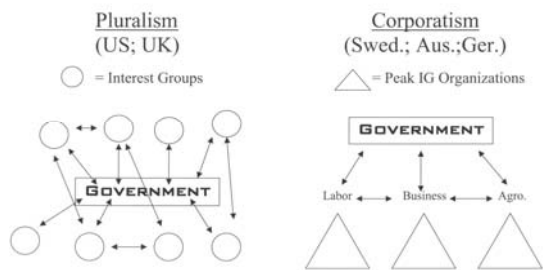 Pluralism
(US; UK)
= Interest Groups
GOVERNMENT
Corporatism
(Swed.; Aus.;Ger.)
= Peak IG Organizations
GOVERNMENT
Labor Business Agro.